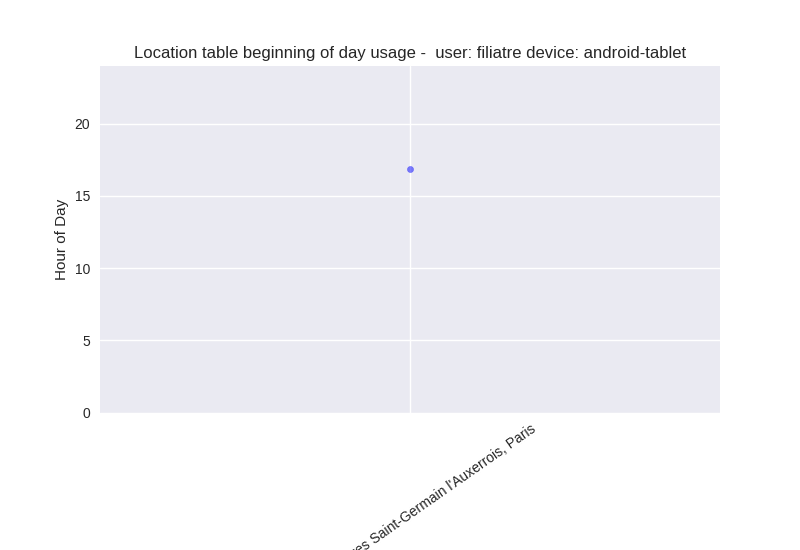 Location table beginning of day usage -  user: filiatre device: android-tablet
20
15
10
5
0
Hour of Day
Saint-Germain l'Auxerrois, Paris